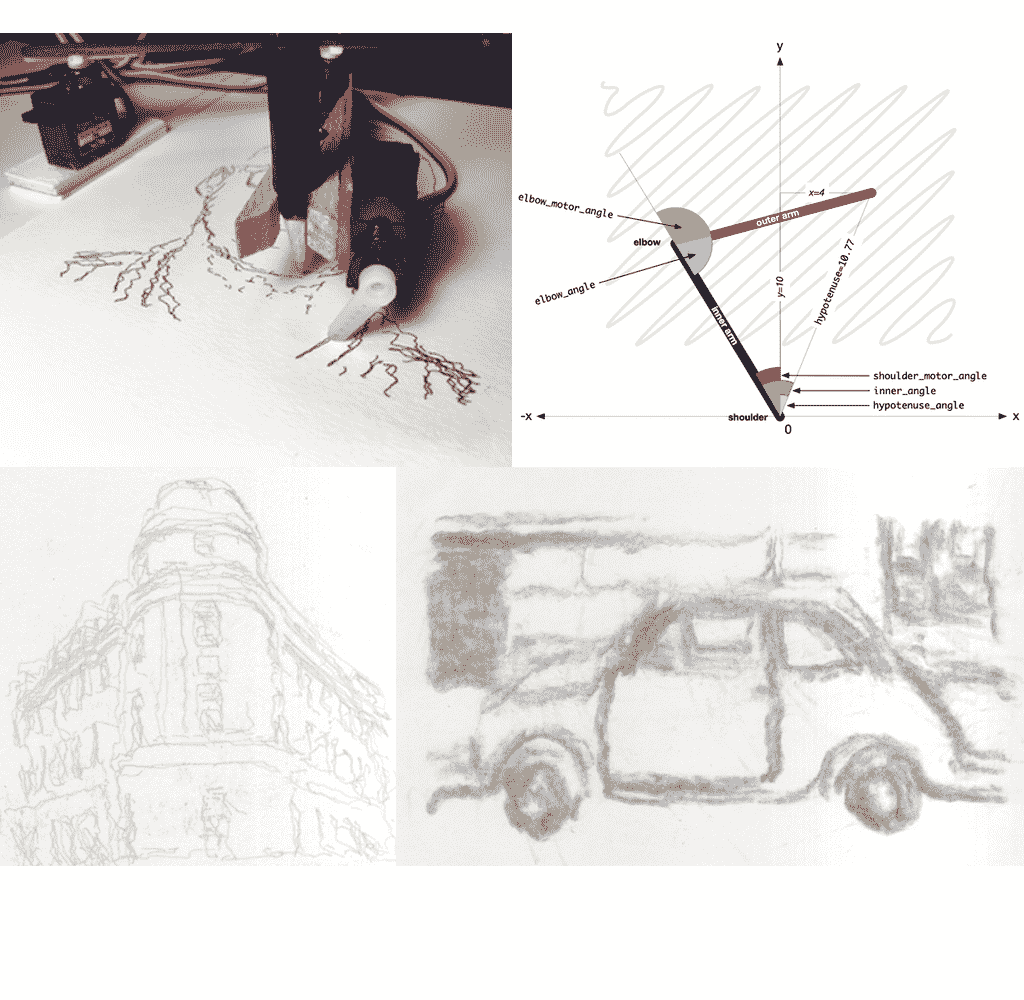 y
x=4
elbow_motor_angle
outer arm
elbow
elbow_angle
y=10
hypotenuse=10.77
inner arm
shoulder_motor_angle
inner_angle
hypotenuse_angle
-x
shoulder
x
0